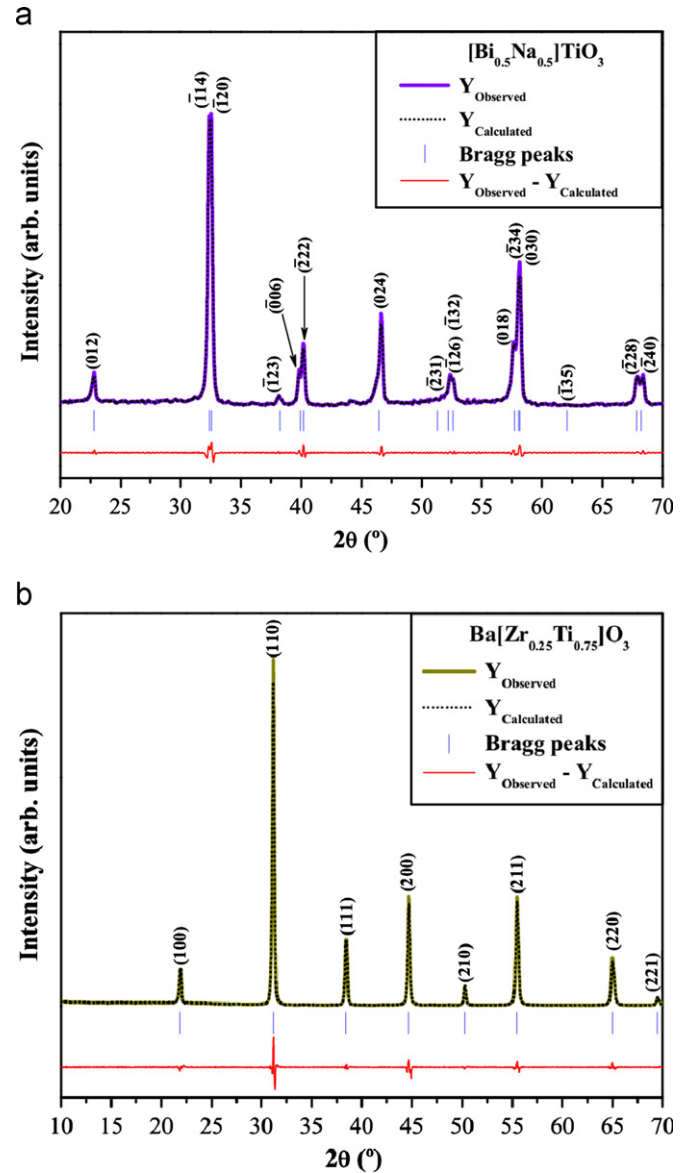 a
[Bi0.5Na0.5]TiO3
YObserved
YCalculated
Bragg peaks
YObserved - YCalculated
(012)
(1̄14)
(1̄20)
(1̄23)
(0̄06)
(2̄22)
(024)
(2̄31)
(1̄26)
(1̄32)
(018)
(2̄34)
(030)
(1̄35)
(2̄28)
(2̄40)
Intensity (arb. units)
20 25 30 35 40 45 50 55 60 65 70
2θ (º)
b
Ba[Zr0.25Ti0.75]O3
YObserved
YCalculated
Bragg peaks
YObserved - YCalculated
(100)
(110)
(111)
(200)
(210)
(211)
(220)
(221)
Intensity (arb. units)
10 15 20 25 30 35 40 45 50 55 60 65 70
2θ (º)